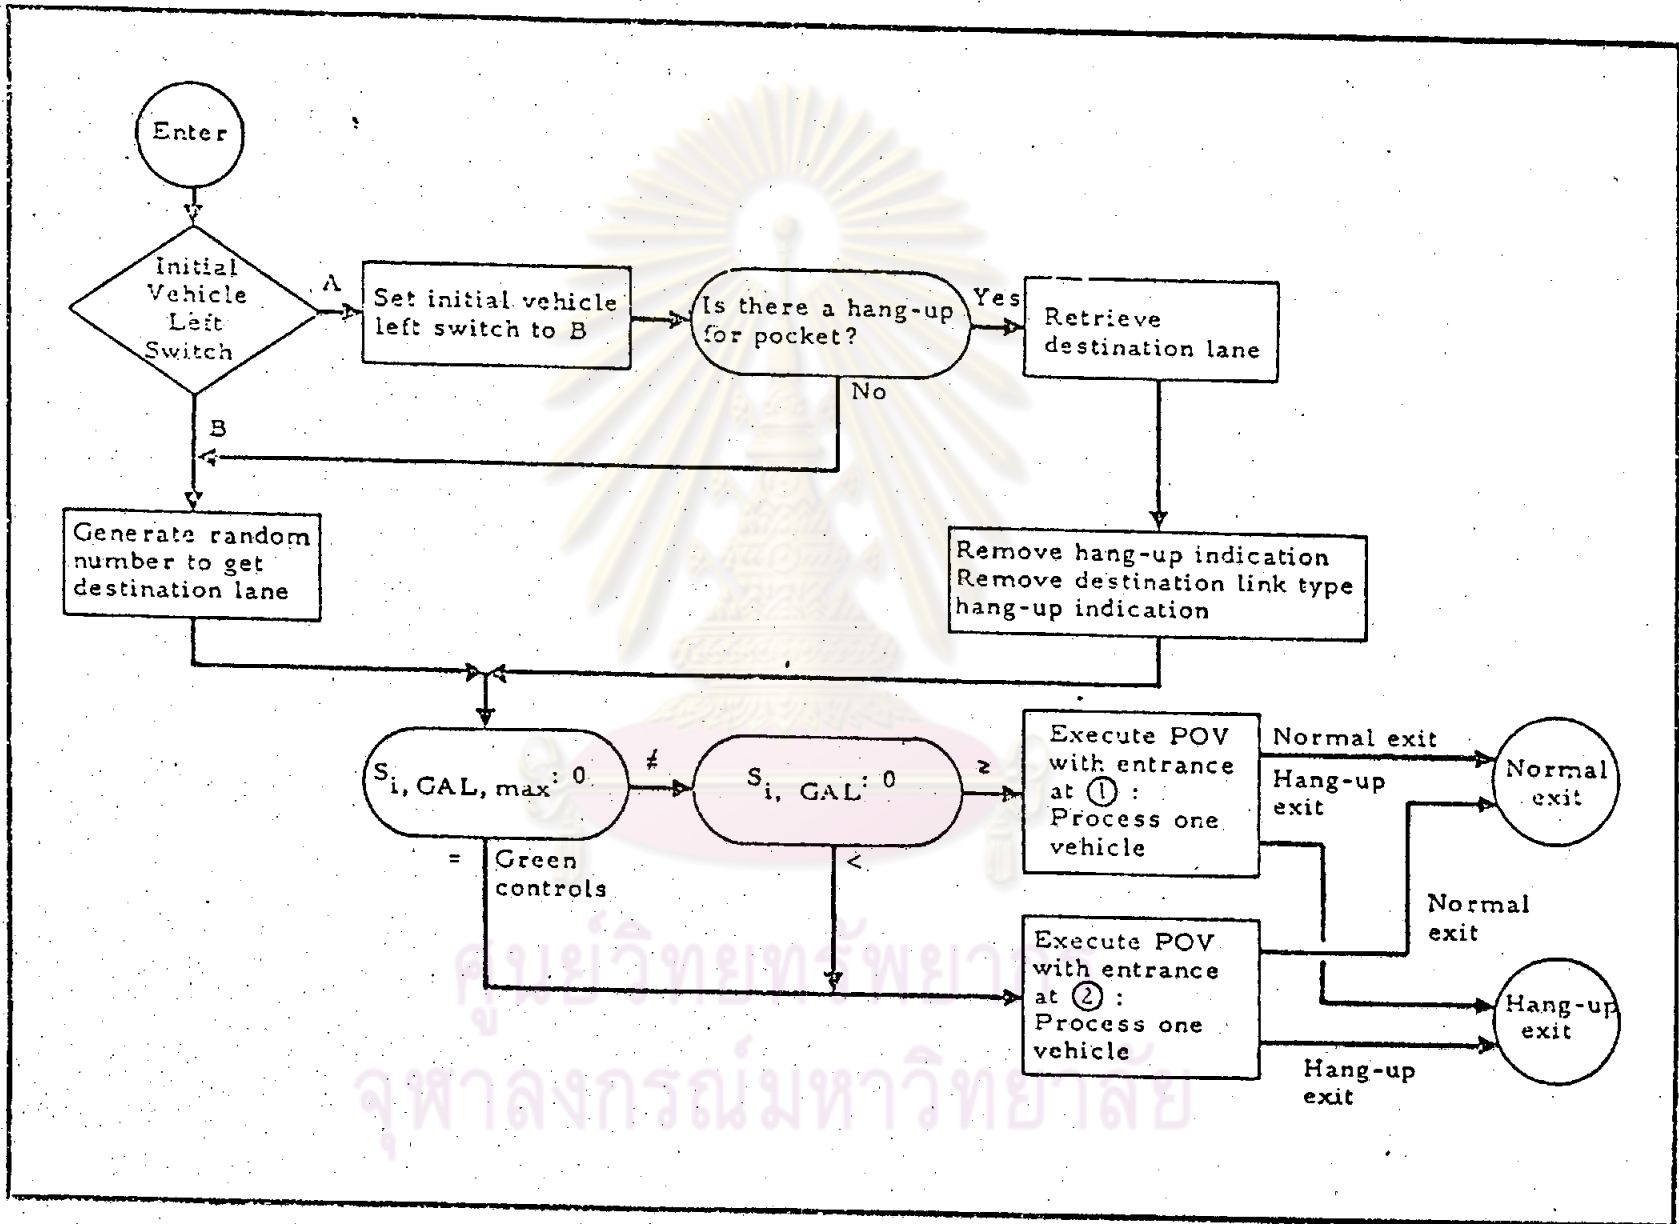 Enter
Initial
Vehicle
Left
Switch
A
Set initial vehicle
left switch to B
Is there a hang-up
for pocket?
Yes
Retrieve
destination lane
No
B
Generate random
number to get
destination lane
Remove hang-up indication
Remove destination link type
hang-up indication
S i, GAL, max : 0
≠
S i, GAL : 0
≥
=
Green
controls
<
Execute POV
with entrance
at ① :
Process one
vehicle
Normal exit
Hang-up
exit
Normal
exit
Execute POV
with entrance
at ② :
Process one
vehicle
Normal
exit
Hang-up
exit
Hang-up
exit
ศูนย์วิทยทรัพยากร
จุฬาลงกรณ์มหาวิทยาลัย